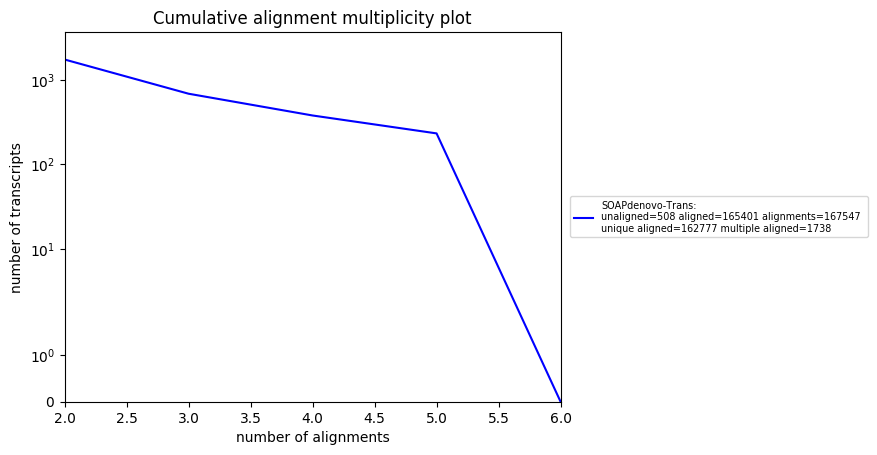 Cumulative alignment multiplicity plot
number of transcripts
10³
10²
10¹
10⁰
0
2.0 2.5 3.0 3.5 4.0 4.5 5.0 5.5 6.0
number of alignments
SOAPdenovo-Trans:
unaligned=508 aligned=165401 alignments=167547
unique aligned=162777 multiple aligned=1738